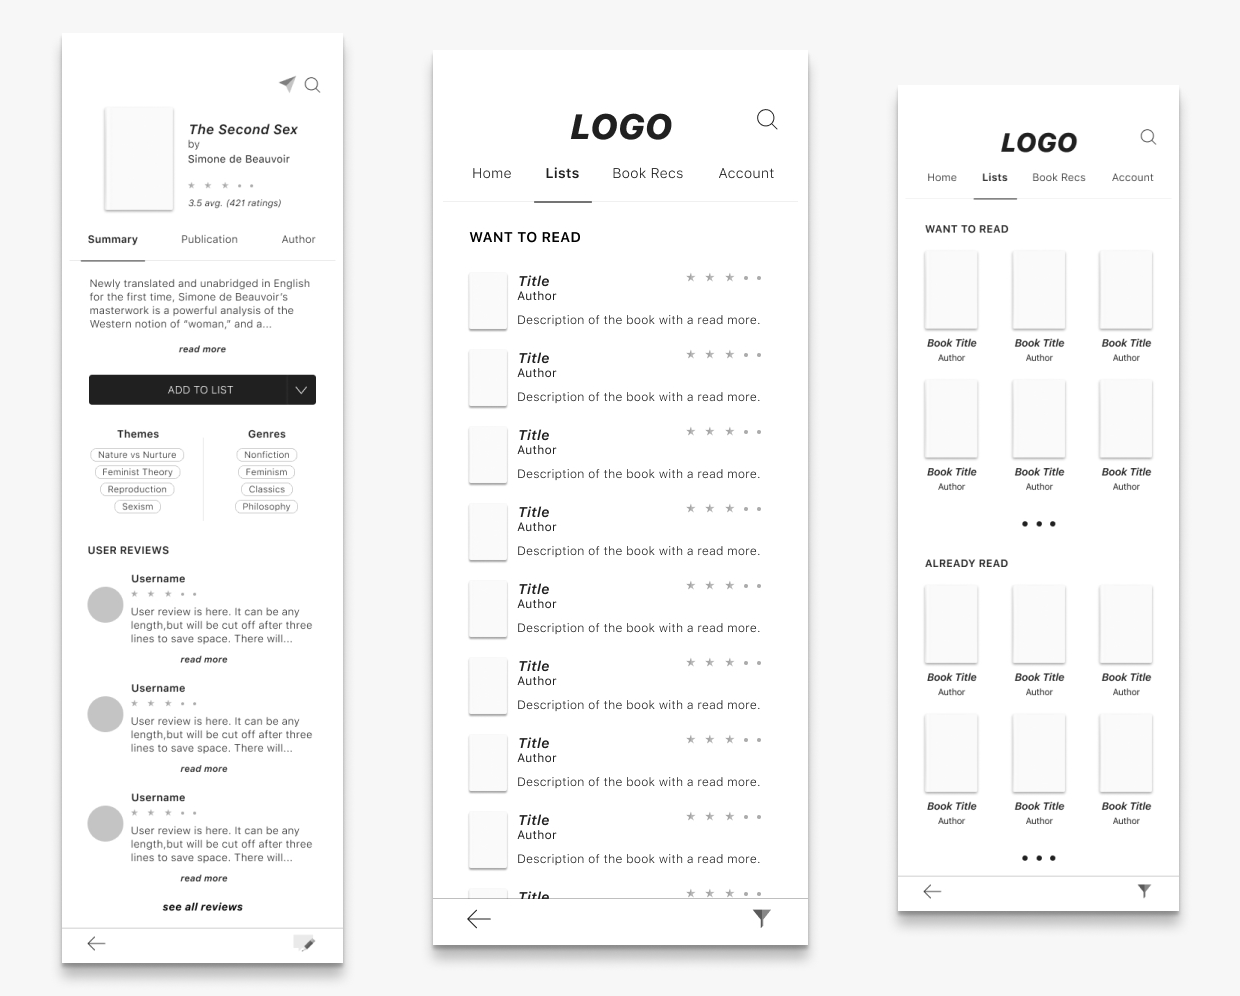 The Second Sex
by
Simone de Beauvoir
3.5 avg. (421 ratings)
Summary Publication Author
Newly translated and unabridged in English
for the first time, Simone de Beauvoir's
masterwork is a powerful analysis of the
Western notion of “woman,” and a...
read more
ADD TO LIST
Themes
Nature vs Nurture
Feminist Theory
Reproduction
Sexism
Genres
Nonfiction
Feminism
Classics
Philosophy
USER REVIEWS
Username
User review is here. It can be any
length,but will be cut off after three
lines to save space. There will...
read more
Username
User review is here. It can be any
length,but will be cut off after three
lines to save space. There will...
read more
Username
User review is here. It can be any
length,but will be cut off after three
lines to save space. There will...
read more
see all reviews
LOGO
Home Lists Book Recs Account
WANT TO READ
Title
Author
Description of the book with a read more.
Title
Author
Description of the book with a read more.
Title
Author
Description of the book with a read more.
Title
Author
Description of the book with a read more.
Title
Author
Description of the book with a read more.
Title
Author
Description of the book with a read more.
Title
Author
Description of the book with a read more.
Title
Author
Description of the book with a read more.
Title
LOGO
Home Lists Book Recs Account
WANT TO READ
Book Title Book Title Book Title
Author Author Author
Book Title Book Title Book Title
Author Author Author
ALREADY READ
Book Title Book Title Book Title
Author Author Author
Book Title Book Title Book Title
Author Author Author